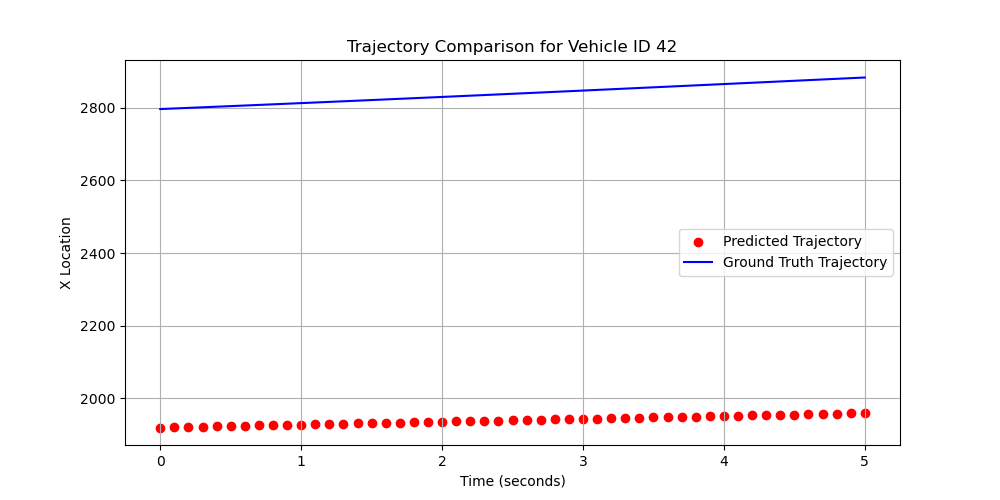 Trajectory Comparison for Vehicle ID 42
X Location
2800
2600
2400
2200
2000
Predicted Trajectory
Ground Truth Trajectory
0 1 2 3 4 5
Time (seconds)